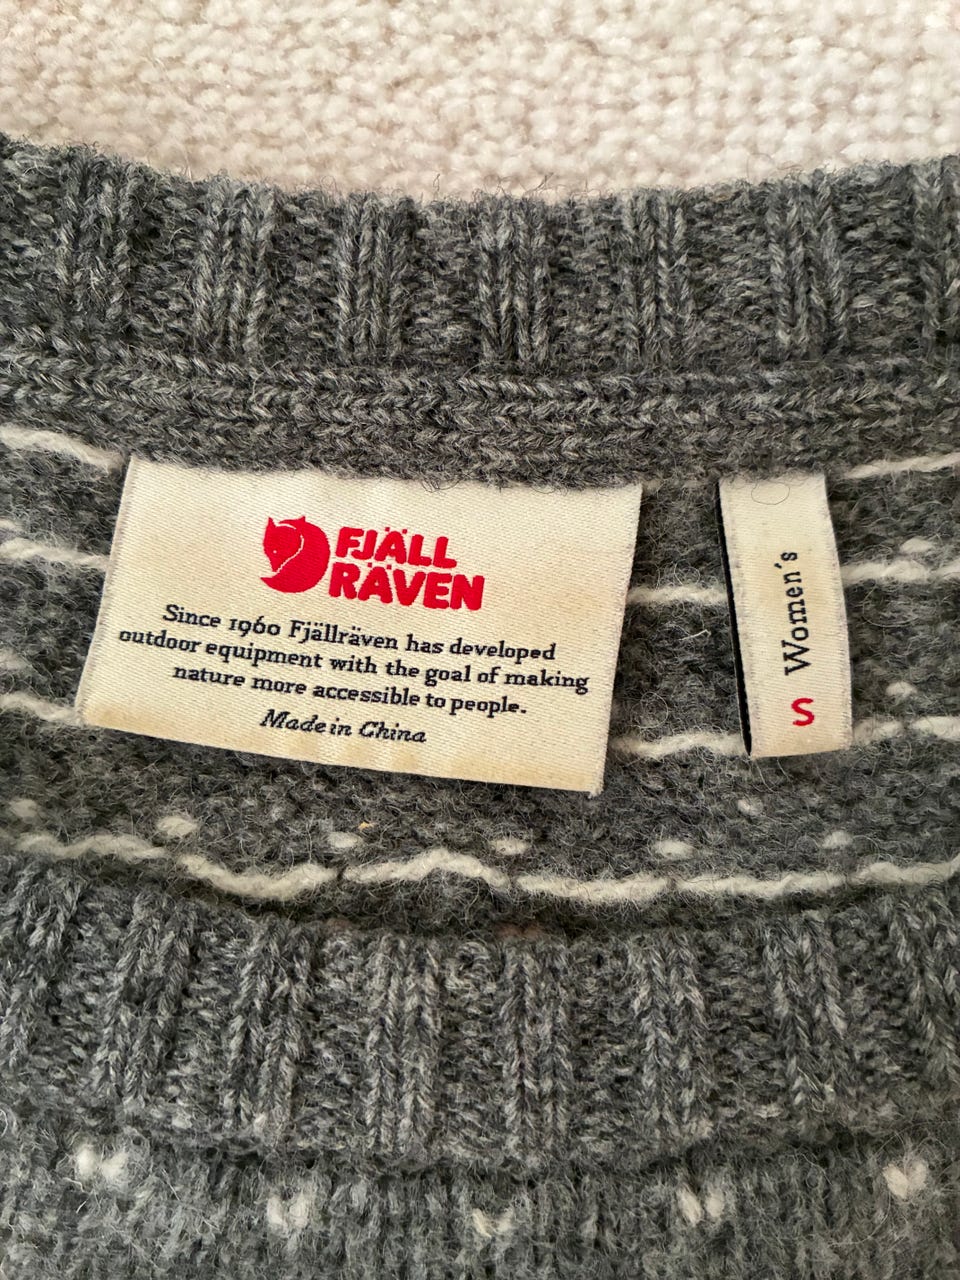 FJÄLL
RÄVEN
Since 1960 Fjällräven has developed
outdoor equipment with the goal of making
nature more accessible to people.
Made in China
Women´s
S